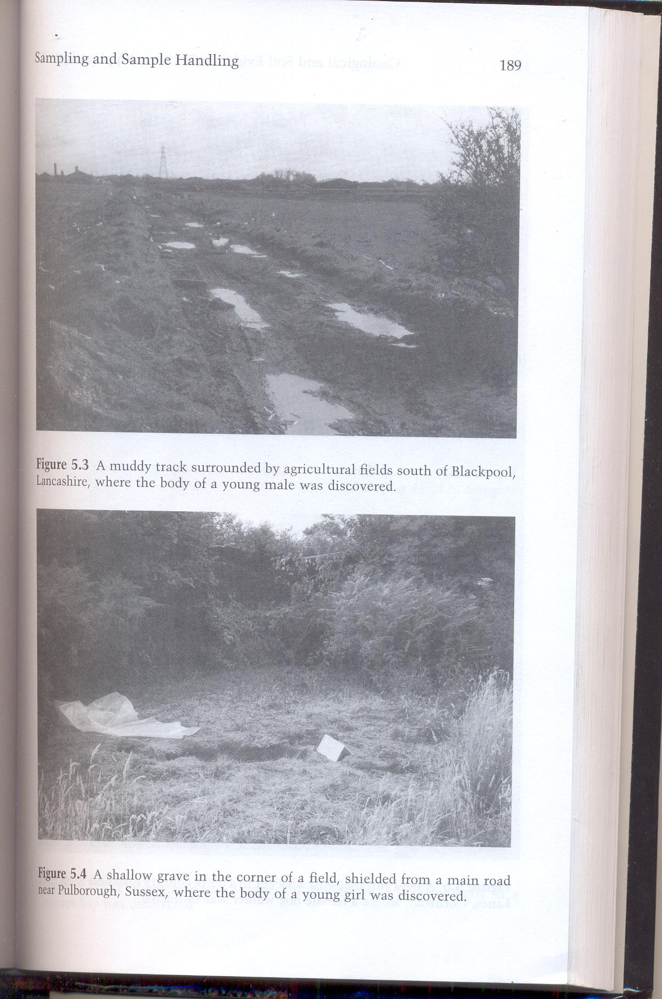 Sampling and Sample Handling
189
Figure 5.3 A muddy track surrounded by agricultural fields south of Blackpool,
Lancashire, where the body of a young male was discovered.
Figure 5.4 A shallow grave in the corner of a field, shielded from a main road
near Pulborough, Sussex, where the body of a young girl was discovered.